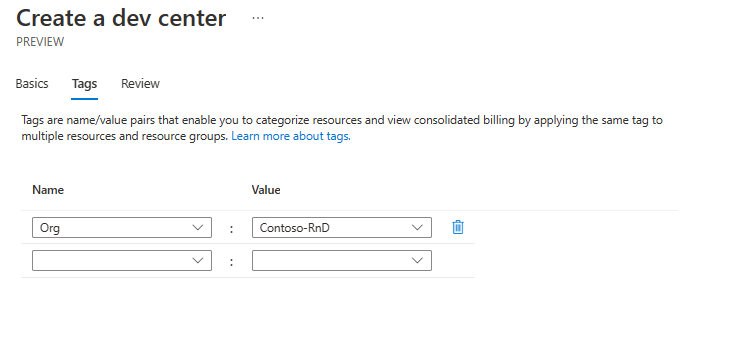 Create a dev center ...
PREVIEW
Basics Tags Review
Tags are name/value pairs that enable you to categorize resources and view consolidated billing by applying the same tag to
multiple resources and resource groups. Learn more about tags.
Name Value
Org : Contoso-RnD
: